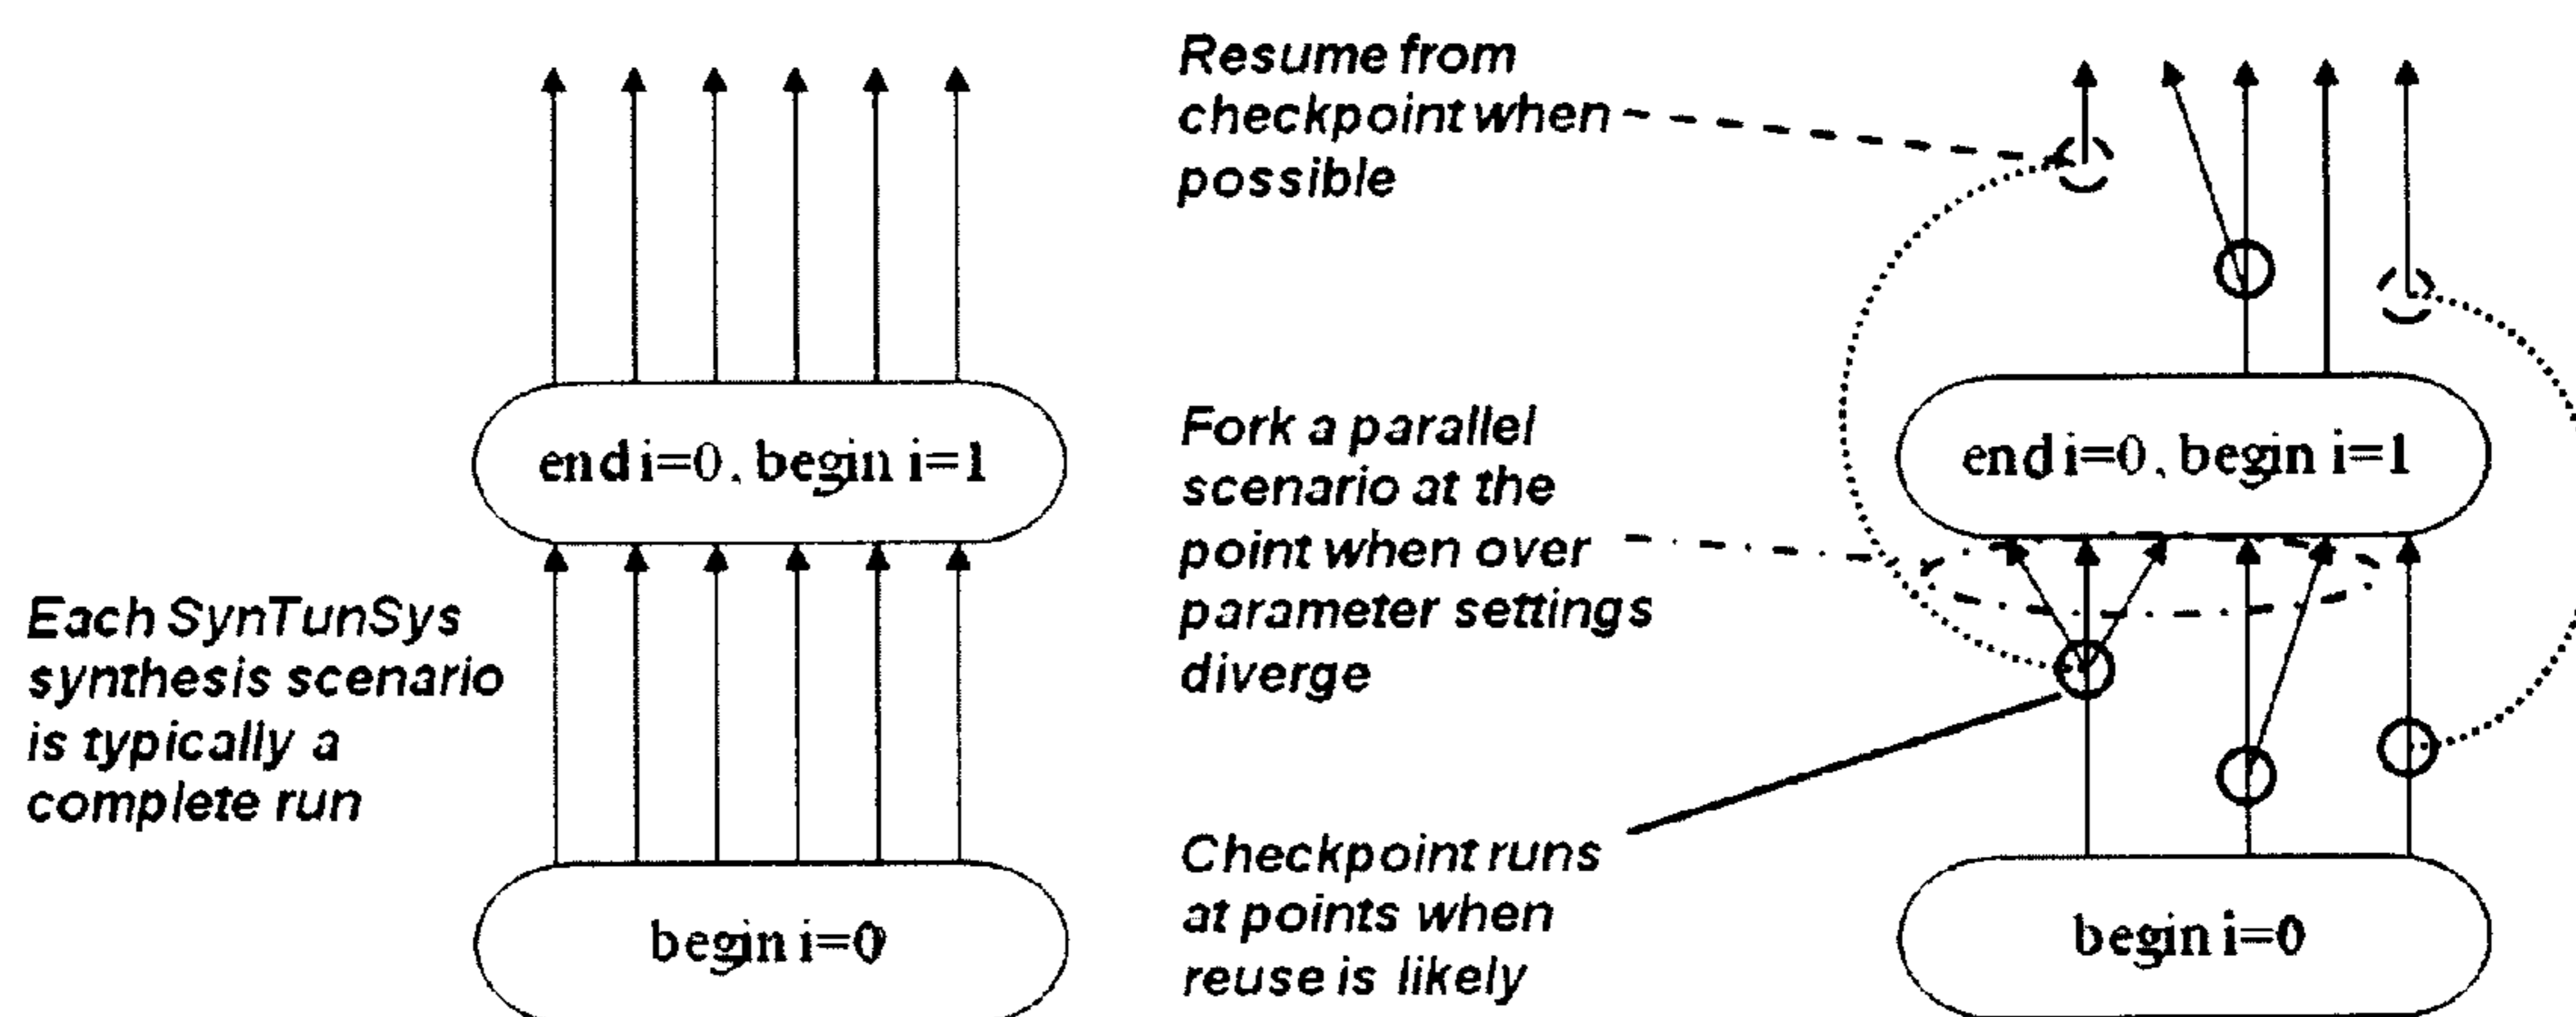 Resume from
checkpoint when
possible
end i=0, begin i=1
end i=0, begin i=1
Fork a parallel
scenario at the
point when over
parameter settings
diverge
Each SynTunSys
synthesis scenario
is typically a
complete run
Checkpoint runs
at points when
reuse is likely
begin i=0
begin i=0